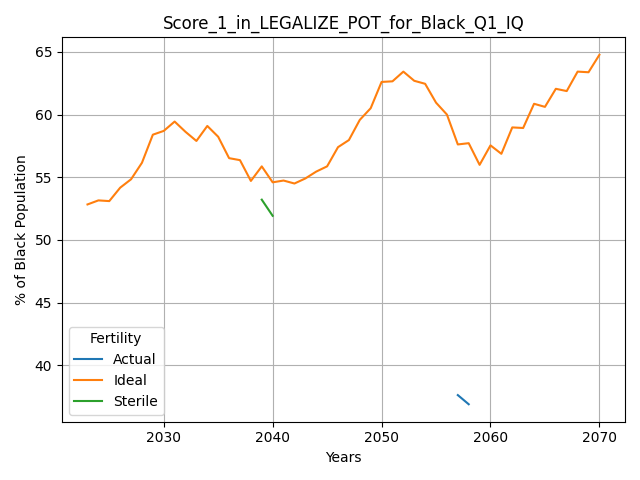 Score_1_in_LEGALIZE_POT_for_Black_Q1_IQ
65
60
55
50
45
40
% of Black Population
Fertility
Actual
Ideal
Sterile
2030 2040 2050 2060 2070
Years